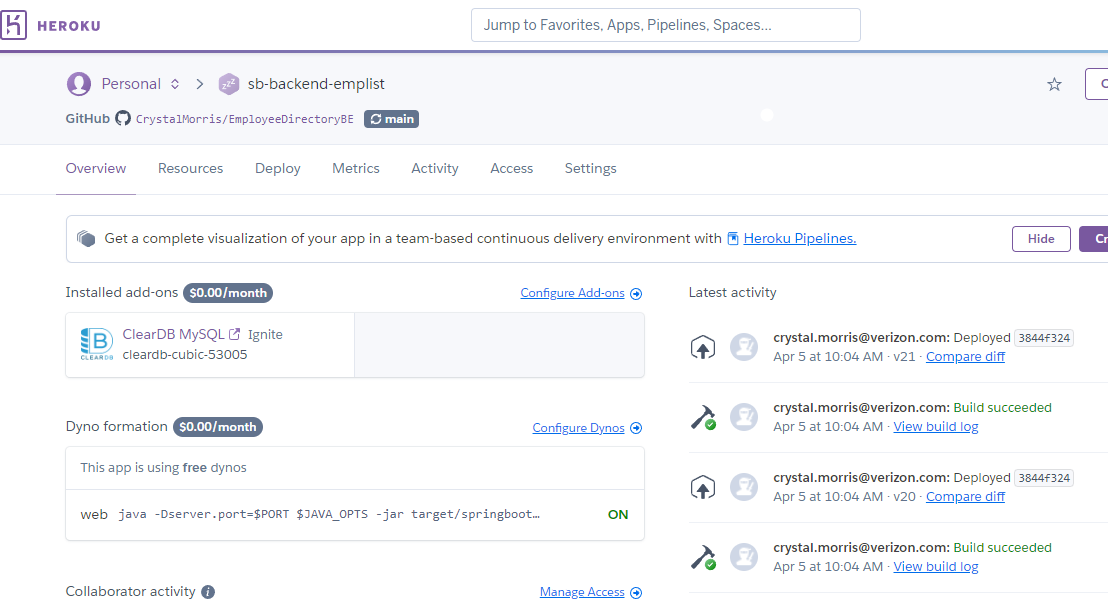 HEROKU
Jump to Favorites, Apps, Pipelines, Spaces...
Personal
sb-backend-emplist
GitHub CrystalMorris/EmployeeDirectoryBE main
Overview Resources Deploy Metrics Activity Access Settings
Get a complete visualization of your app in a team-based continuous delivery environment with Heroku Pipelines.
Hide
Installed add-ons $0.00/month
Configure Add-ons
ClearDB MySQL Ignite
cleardb-cubic-53005
CLEARDB
Dyno formation $0.00/month
Configure Dynos
This app is using free dynos
web java -Dserver.port=$PORT $JAVA_OPTS -jar target/springboot…
ON
Collaborator activity
Manage Access
Latest activity
crystal.morris@verizon.com: Deployed 3844f324
Apr 5 at 10:04 AM · v21 · Compare diff
crystal.morris@verizon.com: Build succeeded
Apr 5 at 10:04 AM · View build log
crystal.morris@verizon.com: Deployed 3844f324
Apr 5 at 10:04 AM · v20 · Compare diff
crystal.morris@verizon.com: Build succeeded
Apr 5 at 10:04 AM · View build log